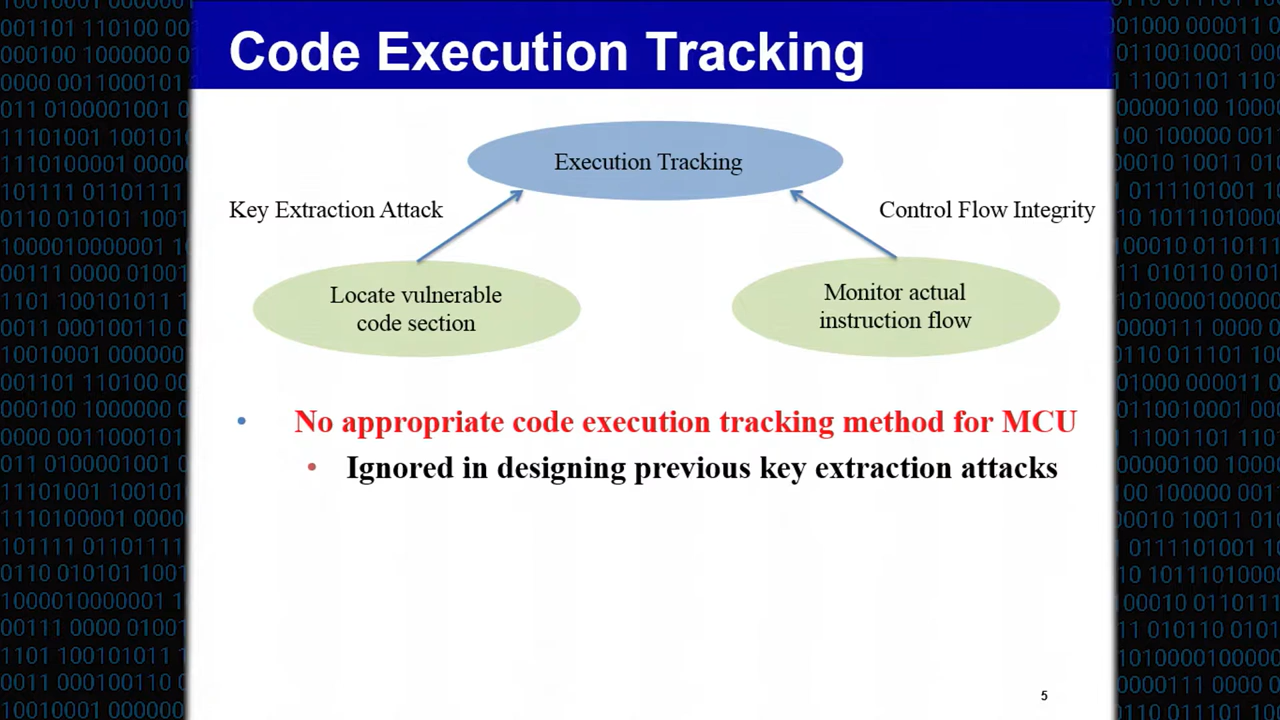 Code Execution Tracking
Execution Tracking
Key Extraction Attack
Control Flow Integrity
Locate vulnerable
code section
Monitor actual
instruction flow
• No appropriate code execution tracking method for MCU
• Ignored in designing previous key extraction attacks
5